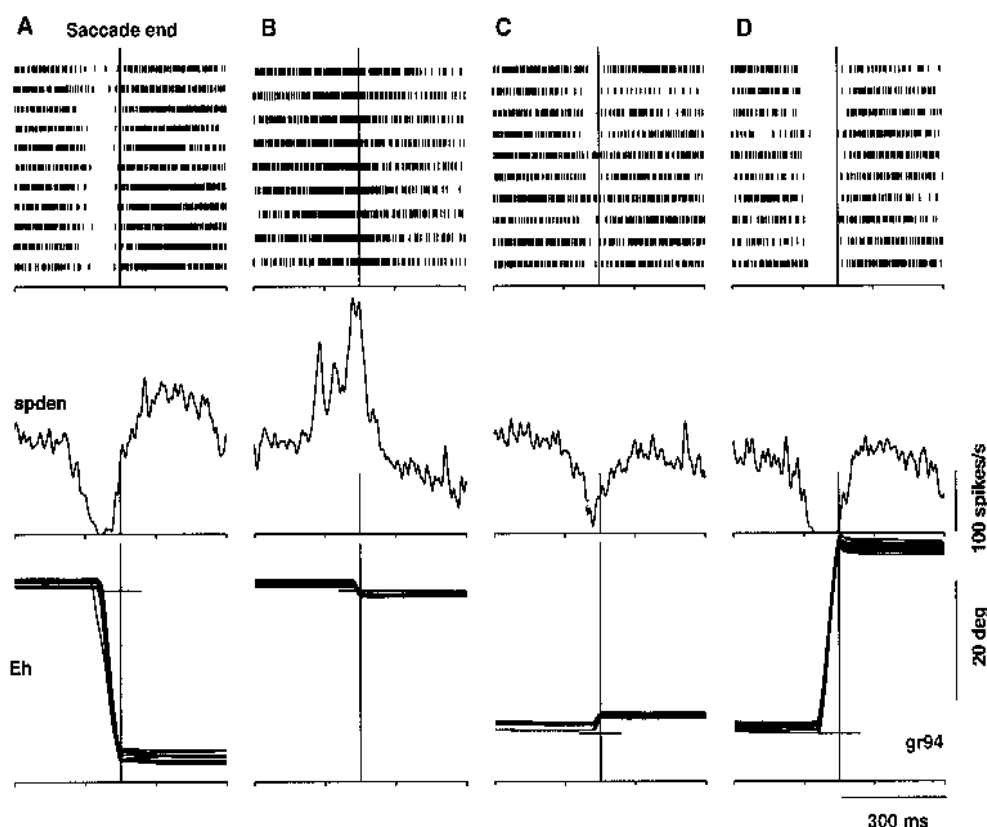 A
Saccade end
B
C
D
spden
100 spikes/s
Eh
20 deg
gr94
300 ms